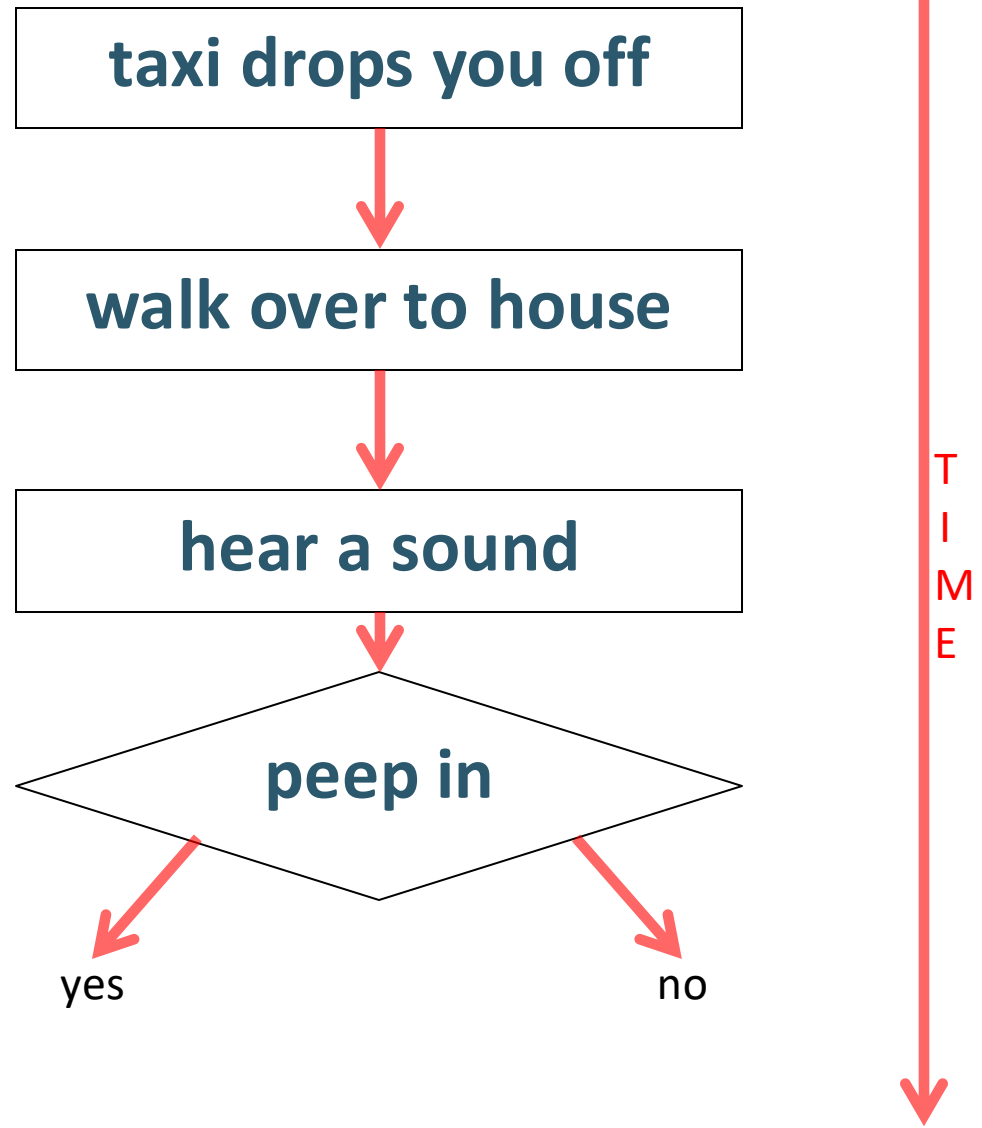 taxi drops you off
walk over to house
hear a sound
peep in
yes
no
T
I
M
E